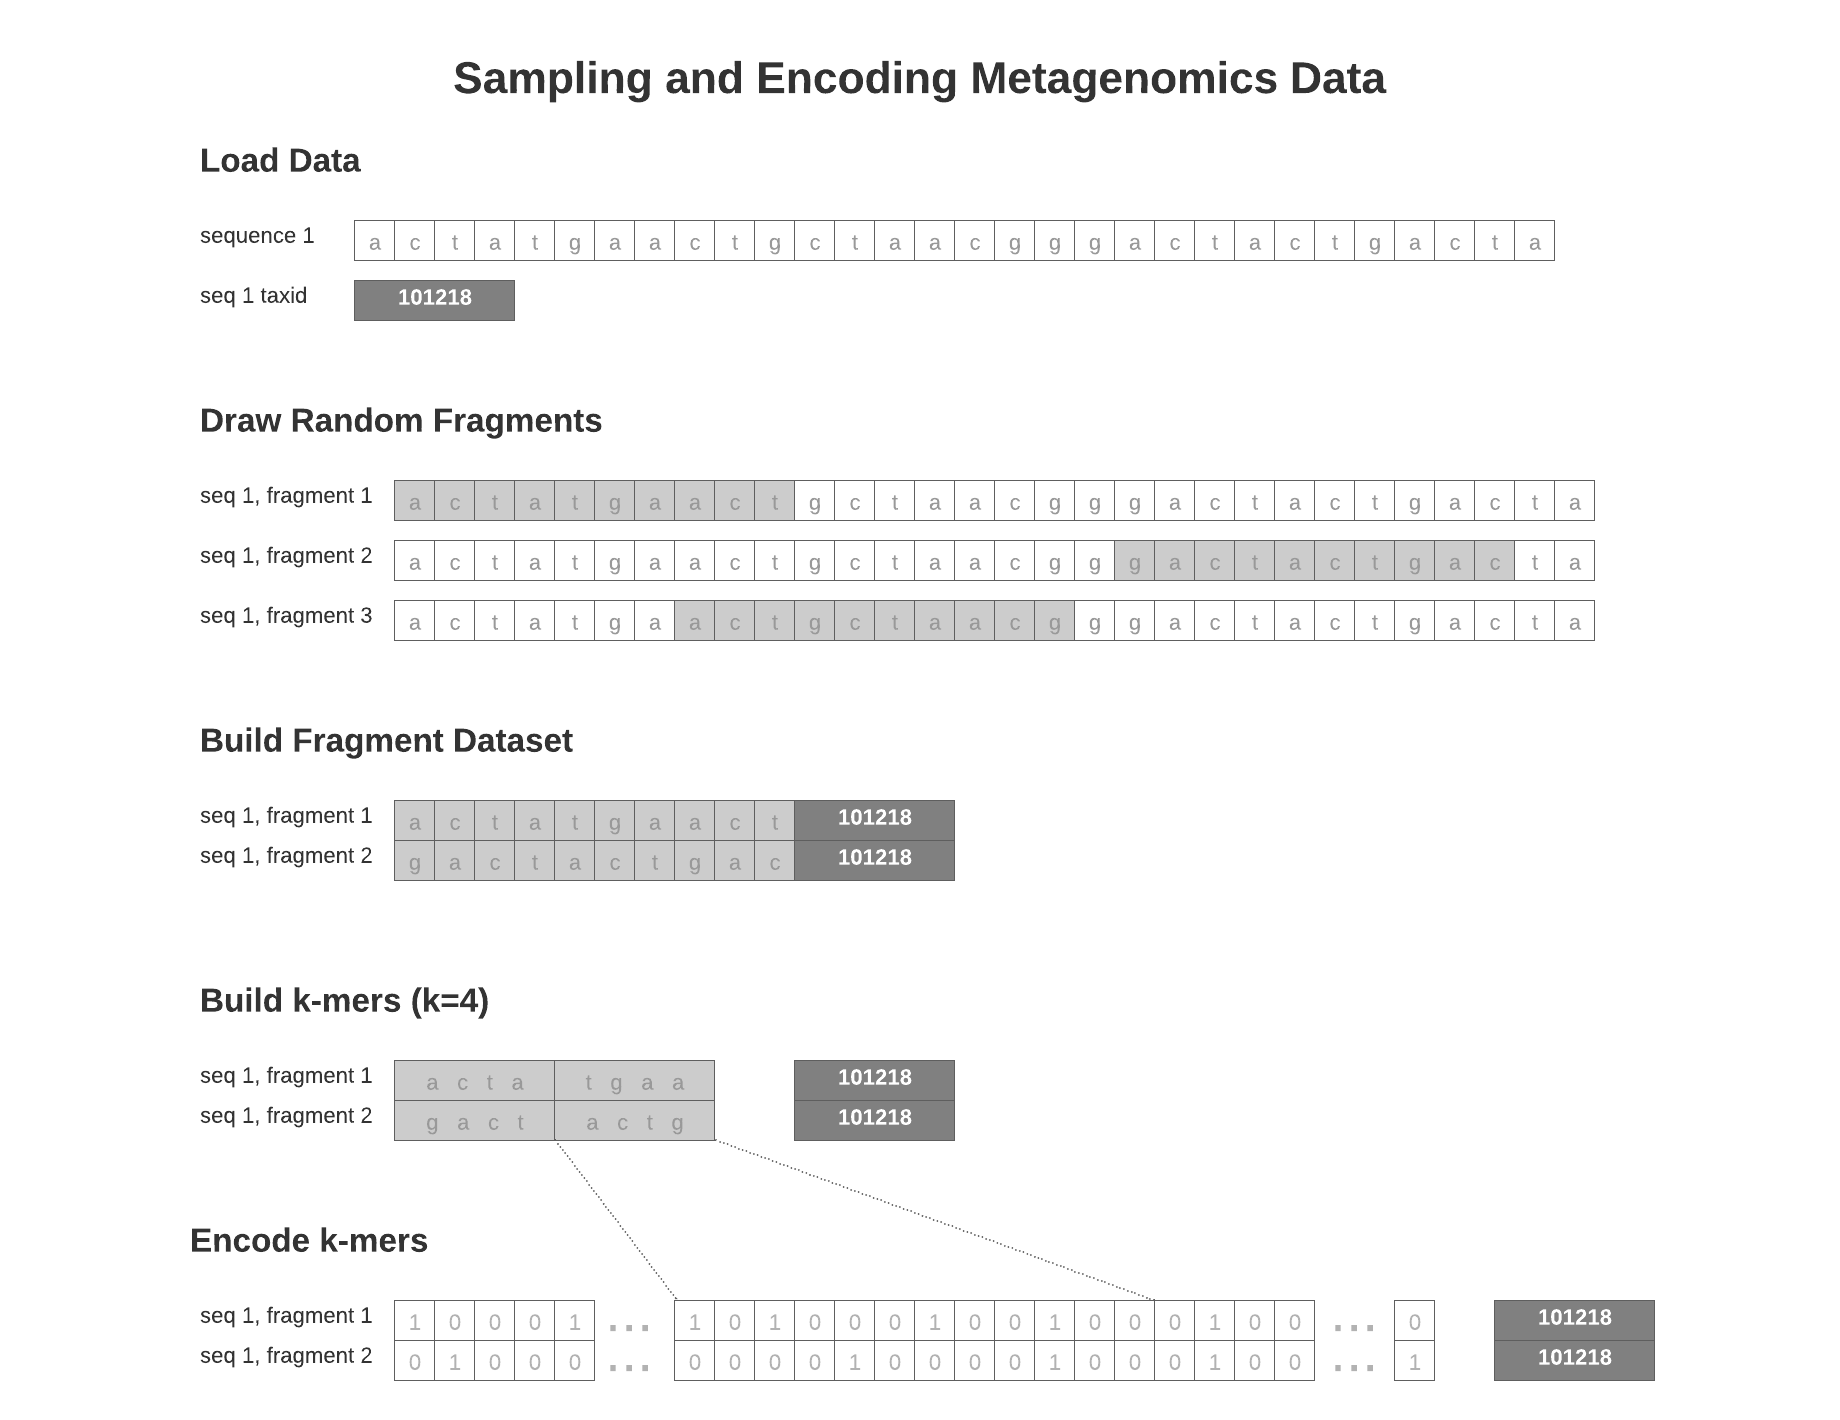 Sampling and Encoding Metagenomics Data
Load Data
sequence 1 a c t a t g a a c t g c t a a c g g g a c t a c t g a c t a
seq 1 taxid 101218
Draw Random Fragments
seq 1, fragment 1 a c t a t g a a c t g c t a a c g g g a c t a c t g a c t a
seq 1, fragment 2 a c t a t g a a c t g c t a a c g g g a c t a c t g a c t a
seq 1, fragment 3 a c t a t g a a c t g c t a a c g g g a c t a c t g a c t a
Build Fragment Dataset
seq 1, fragment 1 a c t a t g a a c t 101218
seq 1, fragment 2 g a c t a c t g a c 101218
Build k-mers (k=4)
seq 1, fragment 1 a c t a t g a a 101218
seq 1, fragment 2 g a c t a c t g 101218
Encode k-mers
seq 1, fragment 1 1 0 0 0 1 ... 1 0 1 0 0 0 1 0 0 1 0 0 0 1 0 0 ... 0 101218
seq 1, fragment 2 0 1 0 0 0 ... 0 0 0 0 1 0 0 0 0 1 0 0 0 1 0 0 ... 1 101218